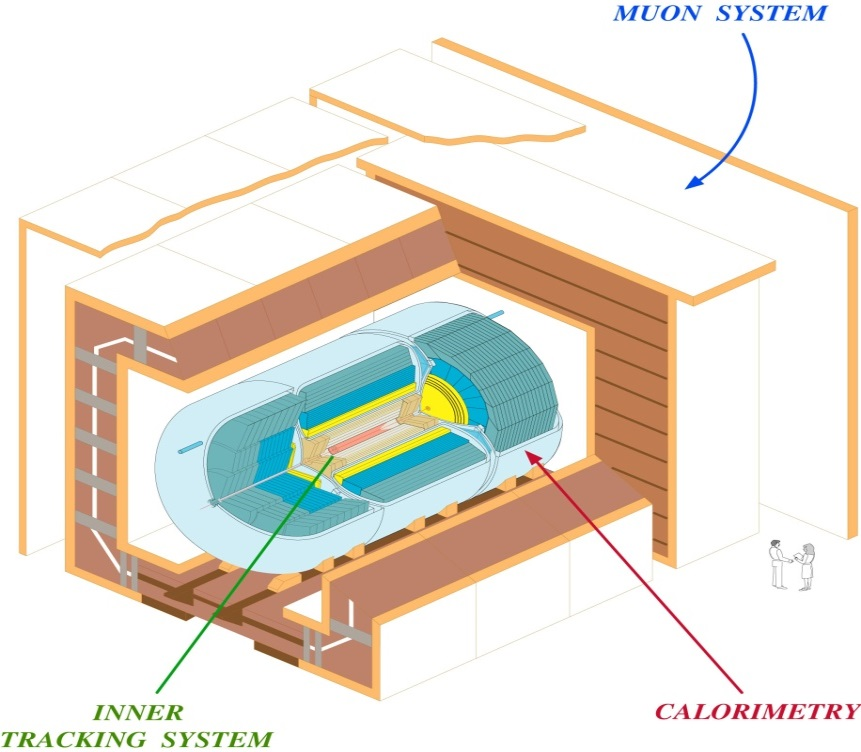 MUON SYSTEM
INNER
TRACKING SYSTEM
CALORIMETRY